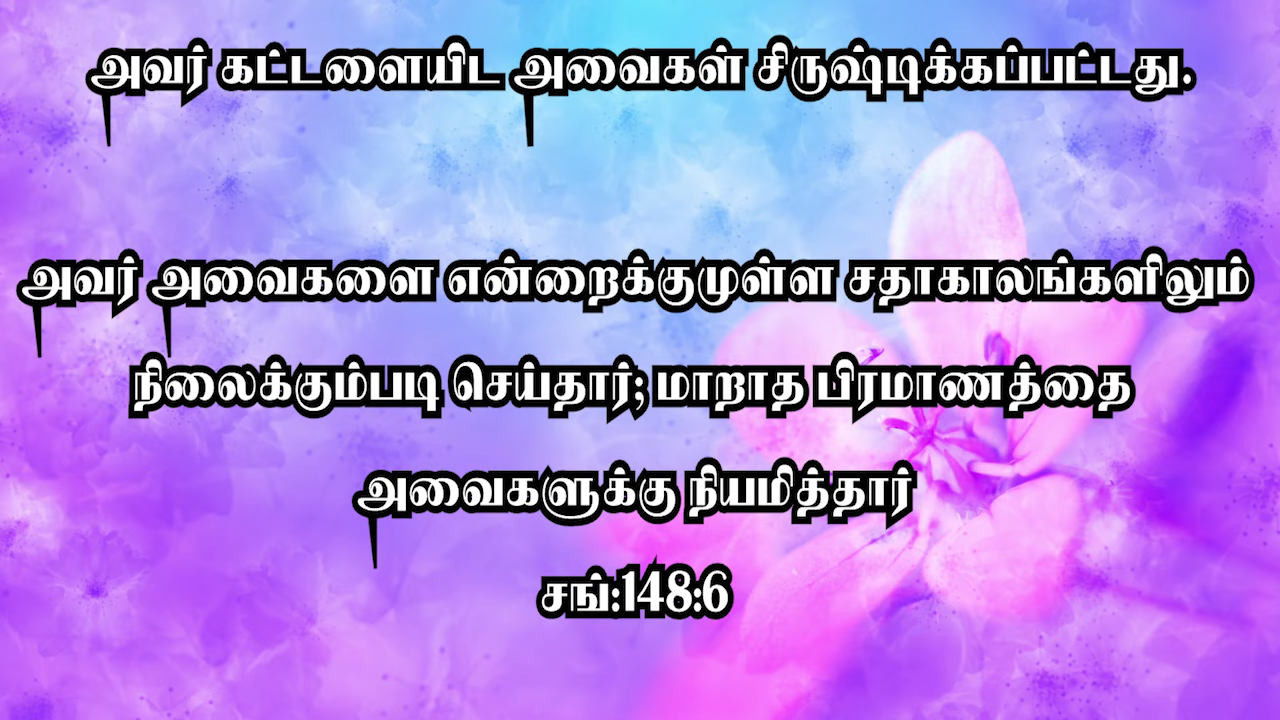 அவர் கட்டளையிட அவைகள் சிருஷ்டிக்கப்பட்டது.
அவர் அவைகளை என்றைக்குமுள்ள சதாகாலங்களிலும்
நிலைக்கும்படி செய்தார்; மாறாத பிரமாணத்தை
அவைகளுக்கு நியமித்தார்
சங்:148:6